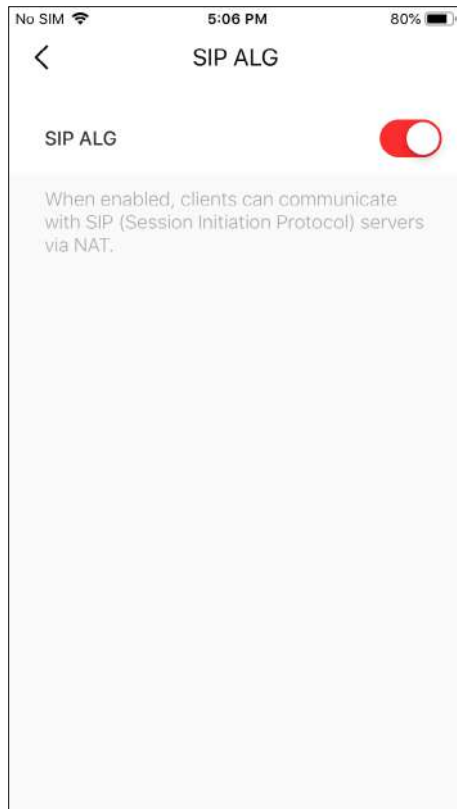 No SIM 5:06 PM 80%
SIP ALG
SIP ALG
When enabled, clients can communicate
with SIP (Session Initiation Protocol) servers
via NAT.